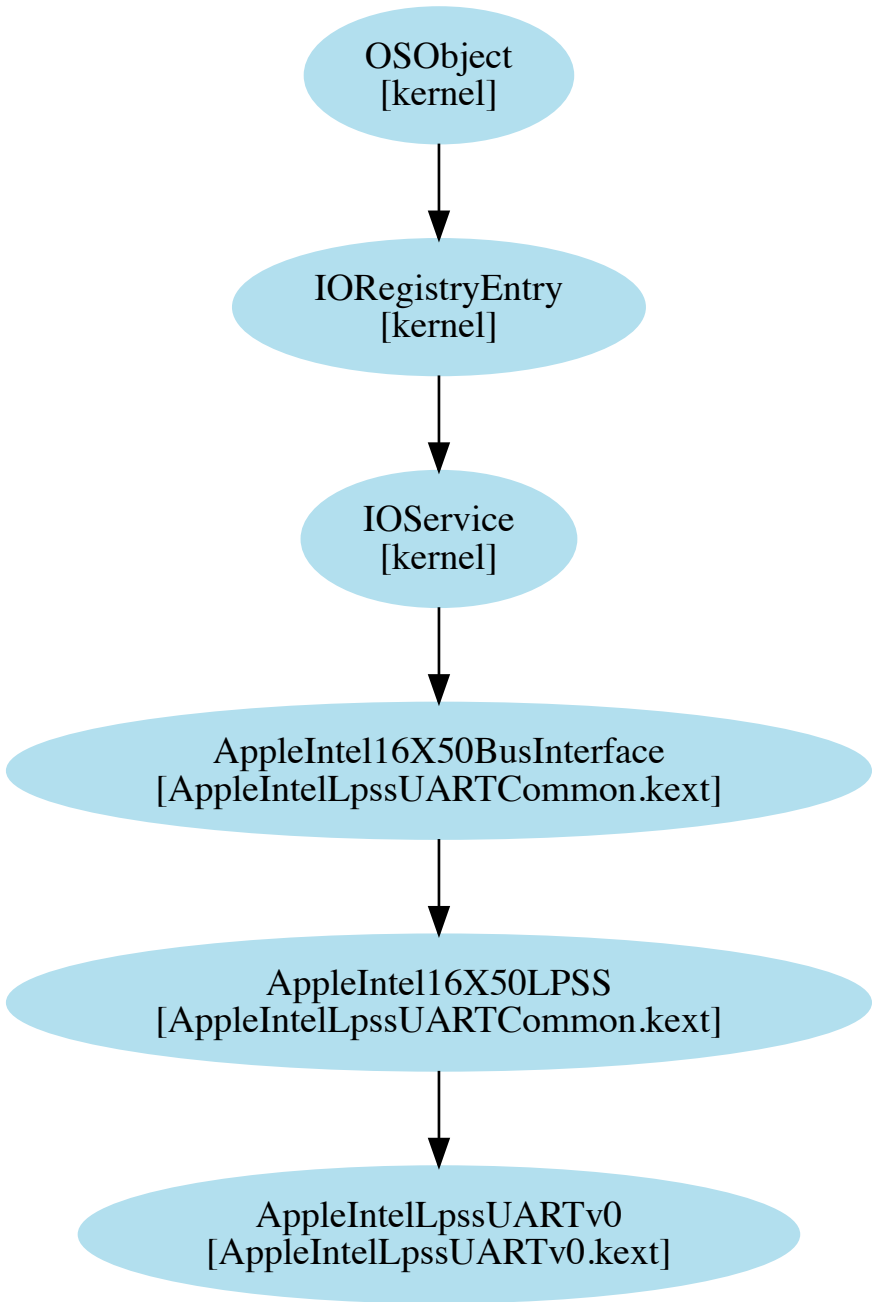 OSObject
[kernel]
IORegistryEntry
[kernel]
IOService
[kernel]
AppleIntel16X50BusInterface
[AppleIntelLpssUARTCommon.kext]
AppleIntel16X50LPSS
[AppleIntelLpssUARTCommon.kext]
AppleIntelLpssUARTv0
[AppleIntelLpssUARTv0.kext]